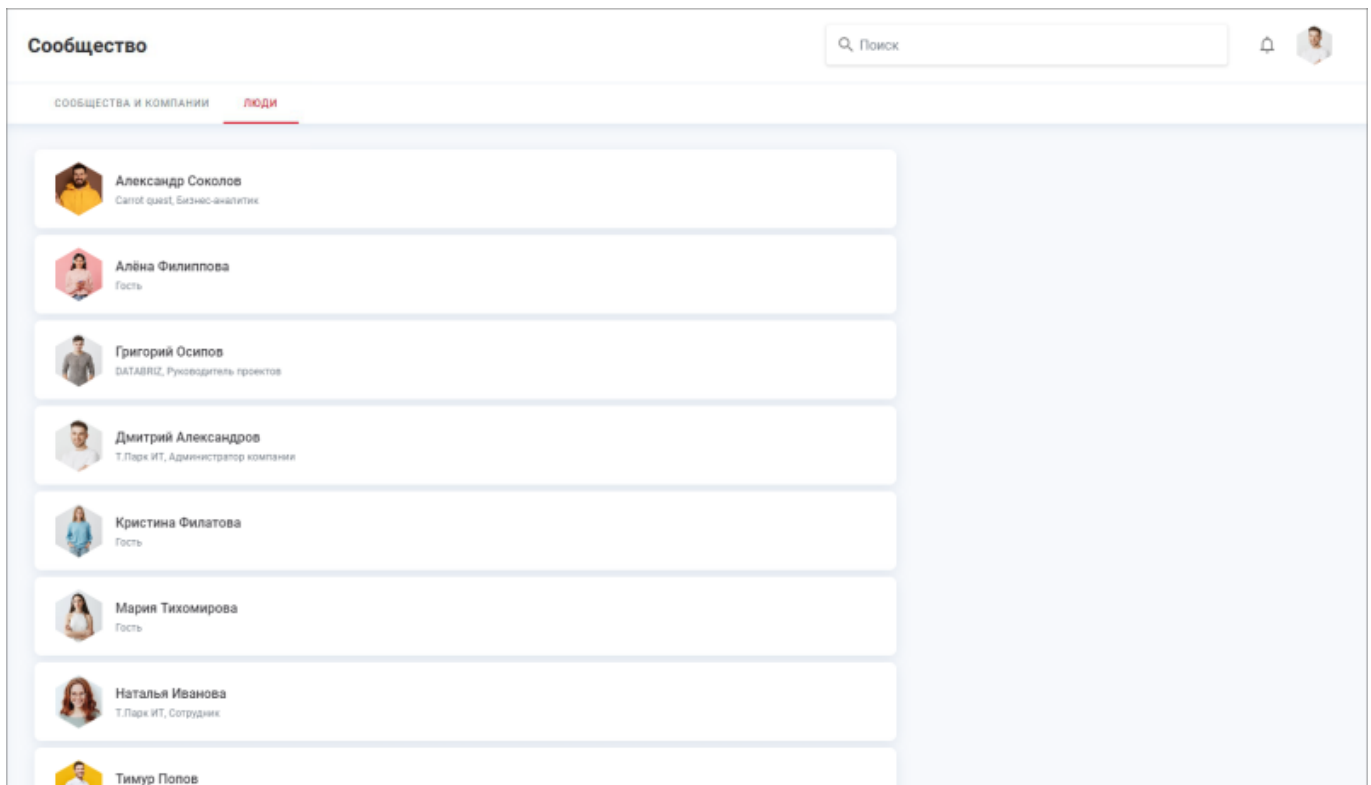 Сообщество
Поиск
СООБЩЕСТВА И КОМПАНИИ ЛЮДИ
Александр Соколов
Carrot quest, Бизнес-аналитик
Алёна Филиппова
Гость
Григорий Осипов
DATABRIZ, Руководитель проектов
Дмитрий Александров
Т.Парк ИТ, Администратор компании
Кристина Филатова
Гость
Мария Тихомирова
Гость
Наталья Иванова
Т.Парк ИТ, Сотрудник
Тимур Попов